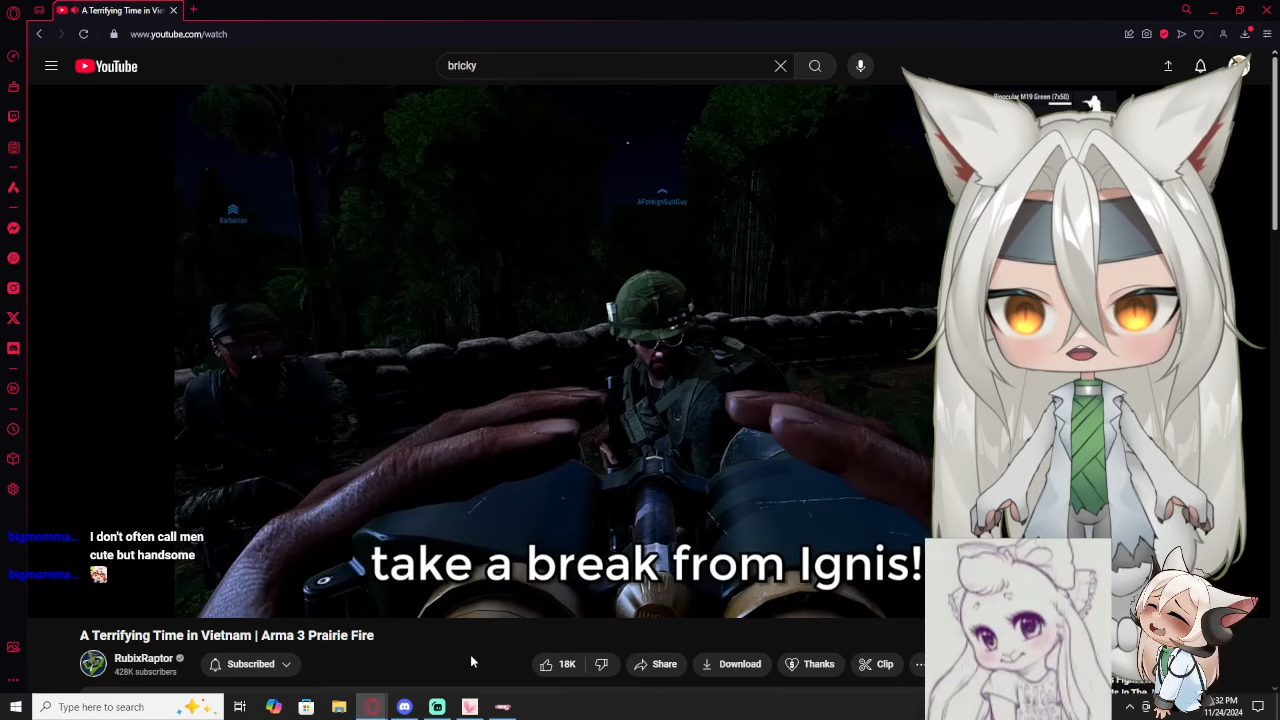 A Terrifying Time in Vie
www.youtube.com/watch
YouTube
bricky
Binocular M19 Green (7x50)
Barbarian
AForeignSuitGuy
bigmomma... I don't often call men
cute but handsome
bigmomma...
take a break from Ignis!
A Terrifying Time in Vietnam | Arma 3 Prairie Fire
RubixRaptor
428K subscribers
Subscribed
18K
Share
Download
Thanks
Clip
Type here to search
:32 PM
11/24/2024